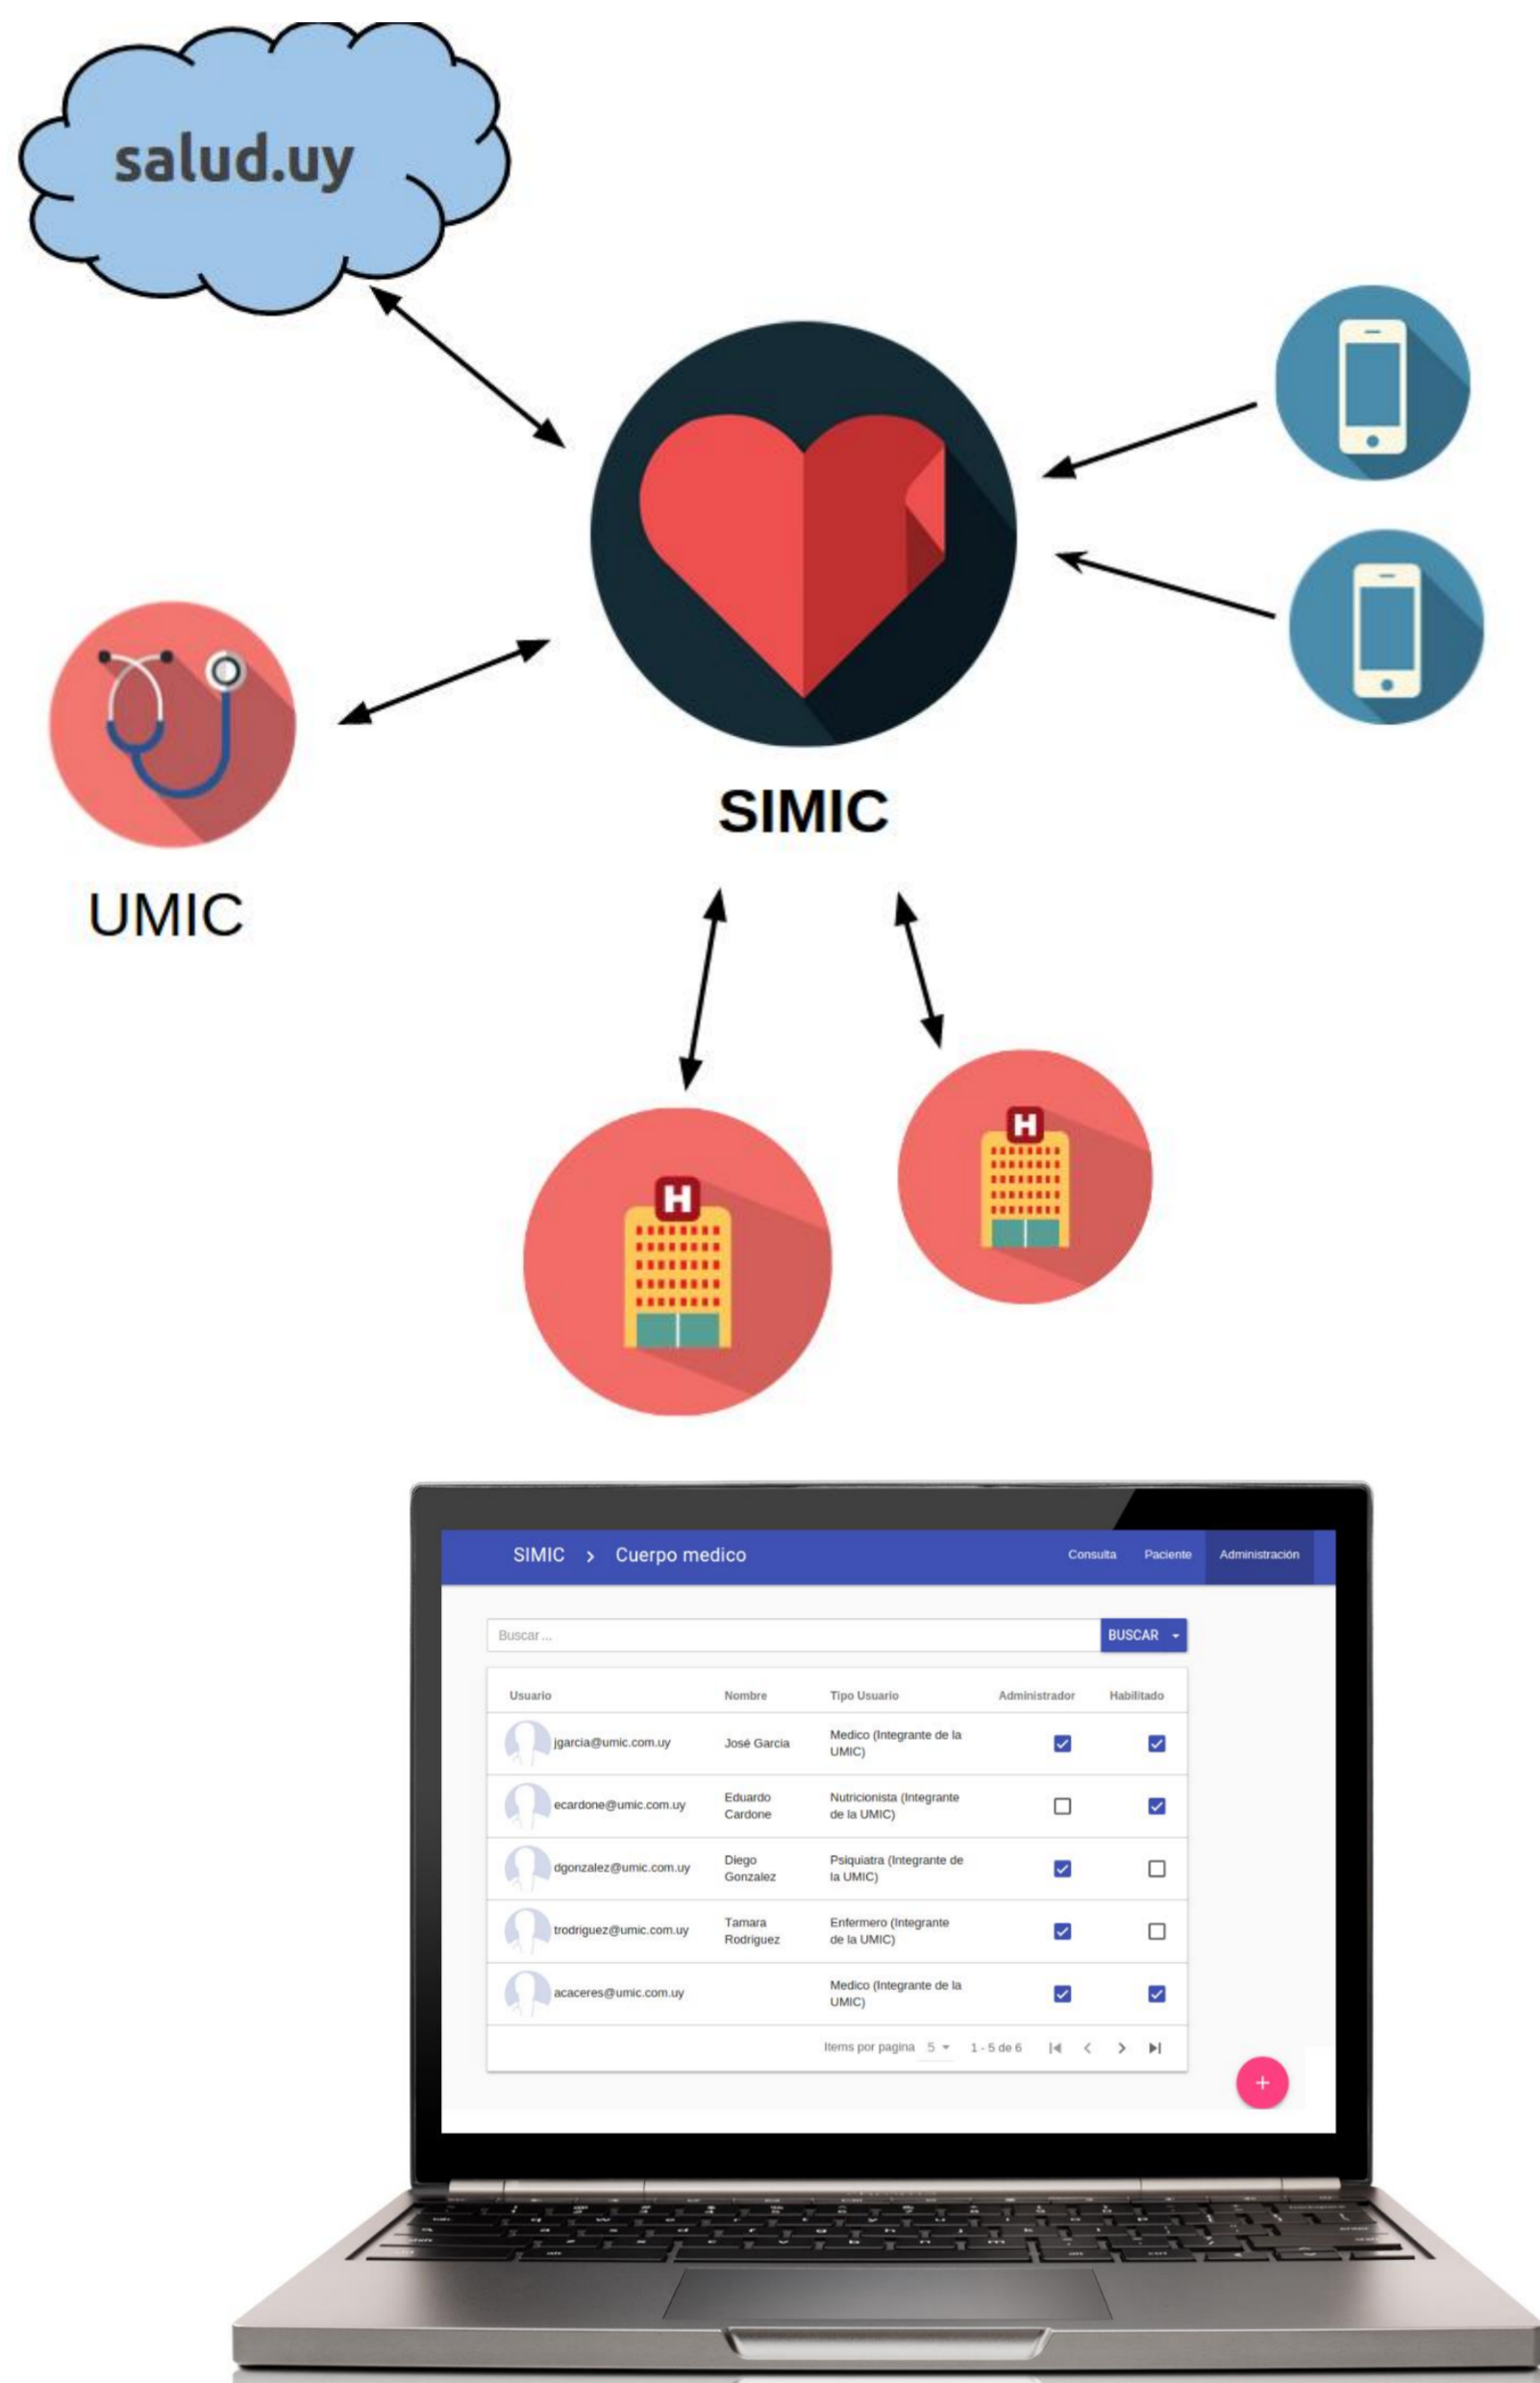 salud.uy
SIMIC
UMIC
H
H
SIMIC > Cuerpo medico
Consulta Paciente Administración
Buscar ...
BUSCAR
Usuario Nombre Tipo Usuario Administrador Habilitado
jgarcia@umic.com.uy José Garcia Medico (Integrante de la
UMIC)
ecardone@umic.com.uy Eduardo Nutricionista (Integrante
Cardone de la UMIC)
dgonzalez@umic.com.uy Diego Psiquiatra (Integrante de
Gonzalez la UMIC)
trodriguez@umic.com.uy Tamara Enfermero (Integrante
Rodriguez de la UMIC)
acaceres@umic.com.uy Medico (Integrante de la
UMIC)
Items por pagina 5 1 - 5 de 6
+